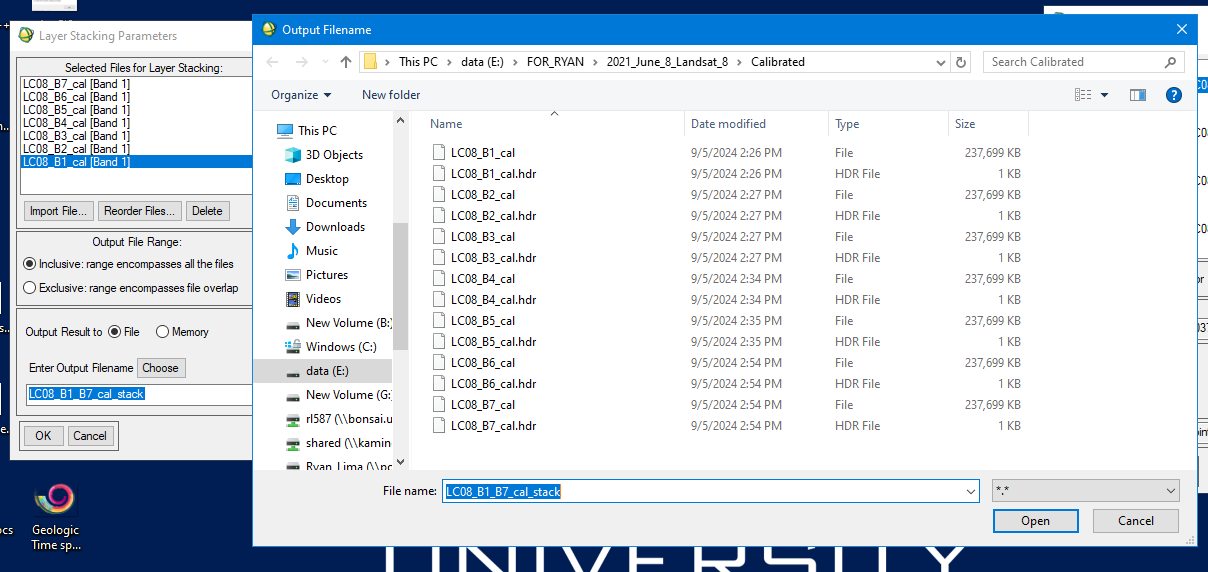 Layer Stacking Parameters
Selected Files for Layer Stacking:
LC08_B7_cal [Band 1]
LC08_B6_cal [Band 1]
LC08_B5_cal [Band 1]
LC08_B4_cal [Band 1]
LC08_B3_cal [Band 1]
LC08_B2_cal [Band 1]
LC08_B1_cal [Band 1]
Import File... Reorder Files... Delete
Output File Range:
Inclusive: range encompasses all the files
Exclusive: range encompasses file overlap
Output Result to File Memory
Enter Output Filename Choose
LC08_B1_B7_cal_stack
OK Cancel
Geologic
Time sp...
Output Filename
This PC > data (E:) > FOR_RYAN > 2021_June_8_Landsat_8 > Calibrated
Search Calibrated
Organize New folder
This PC
3D Objects
Desktop
Documents
Downloads
Music
Pictures
Videos
New Volume (B:)
Windows (C:)
data (E:)
New Volume (G:
rl587 (\\bonsai.u
shared (\\kamin
Ryan_Lima (\\pc
Name Date modified Type Size
LC08_B1_cal 9/5/2024 2:26 PM File 237,699 KB
LC08_B1_cal.hdr 9/5/2024 2:26 PM HDR File 1 KB
LC08_B2_cal 9/5/2024 2:27 PM File 237,699 KB
LC08_B2_cal.hdr 9/5/2024 2:27 PM HDR File 1 KB
LC08_B3_cal 9/5/2024 2:27 PM File 237,699 KB
LC08_B3_cal.hdr 9/5/2024 2:27 PM HDR File 1 KB
LC08_B4_cal 9/5/2024 2:34 PM File 237,699 KB
LC08_B4_cal.hdr 9/5/2024 2:34 PM HDR File 1 KB
LC08_B5_cal 9/5/2024 2:35 PM File 237,699 KB
LC08_B5_cal.hdr 9/5/2024 2:35 PM HDR File 1 KB
LC08_B6_cal 9/5/2024 2:54 PM File 237,699 KB
LC08_B6_cal.hdr 9/5/2024 2:54 PM HDR File 1 KB
LC08_B7_cal 9/5/2024 2:54 PM File 237,699 KB
LC08_B7_cal.hdr 9/5/2024 2:54 PM HDR File 1 KB
File name: LC08_B1_B7_cal_stack *.*
Open Cancel
UNIVERSITY